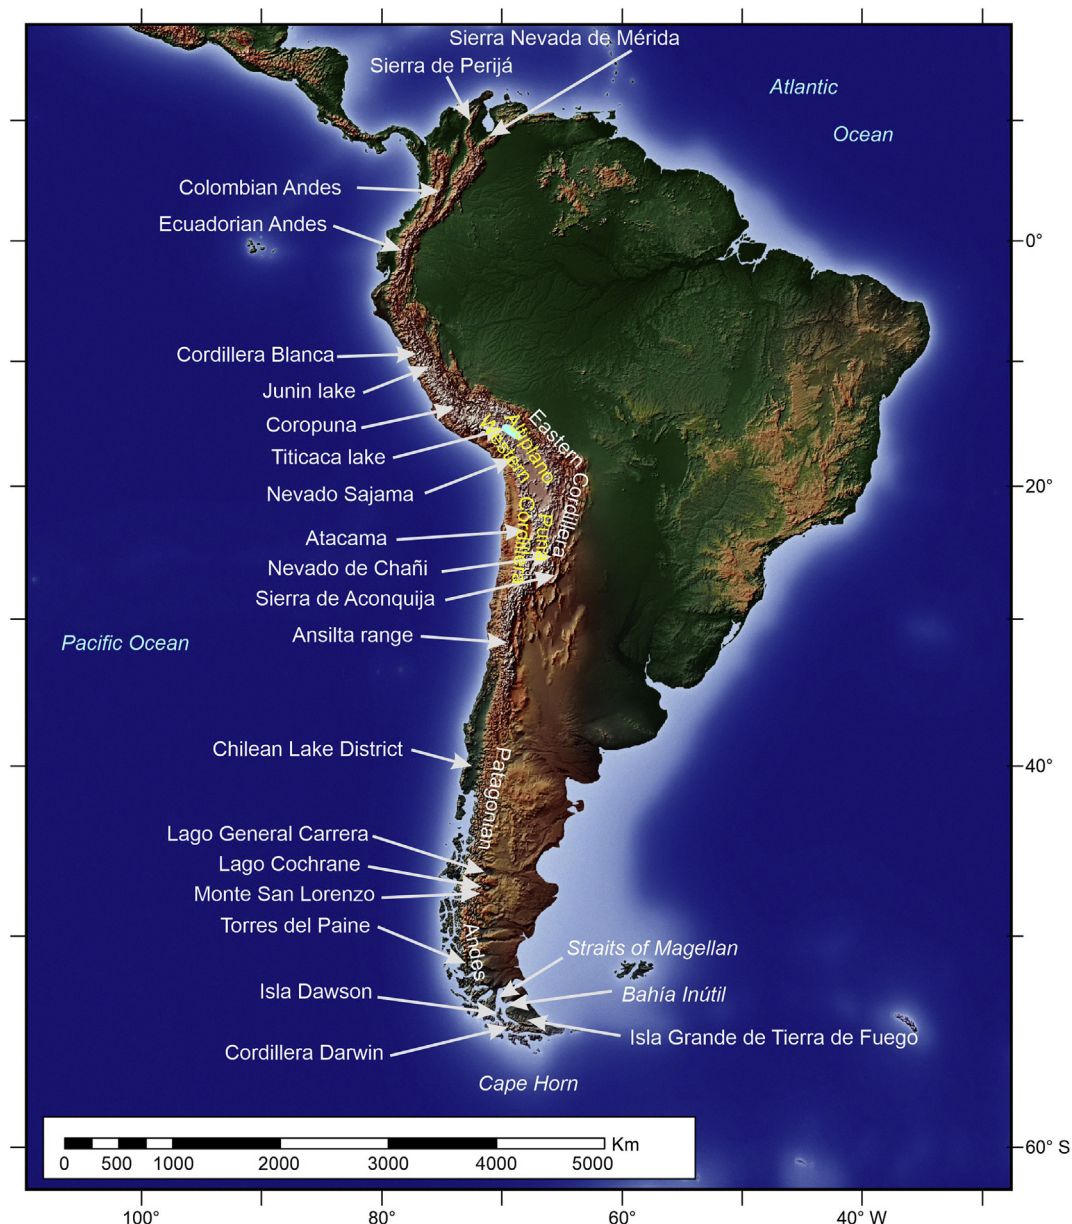 Sierra Nevada de Mérida
Sierra de Perijá
Atlantic
Ocean
Colombian Andes
Ecuadorian Andes
0°
Cordillera Blanca
Junin lake
Coropuna
Titicaca lake
Nevado Sajama
Eastern Cordillera
Altiplano
Western Cordillera
Puna
20°
Atacama
Nevado de Chañi
Sierra de Aconquija
Ansilta range
Pacific Ocean
Chilean Lake District
40°
Patagonian Andes
Lago General Carrera
Lago Cochrane
Monte San Lorenzo
Torres del Paine
Straits of Magellan
Isla Dawson
Bahía Inútil
Isla Grande de Tierra de Fuego
Cordillera Darwin
Cape Horn
Km
0 500 1000 2000 3000 4000 5000
60° S
100° 80° 60° 40° W